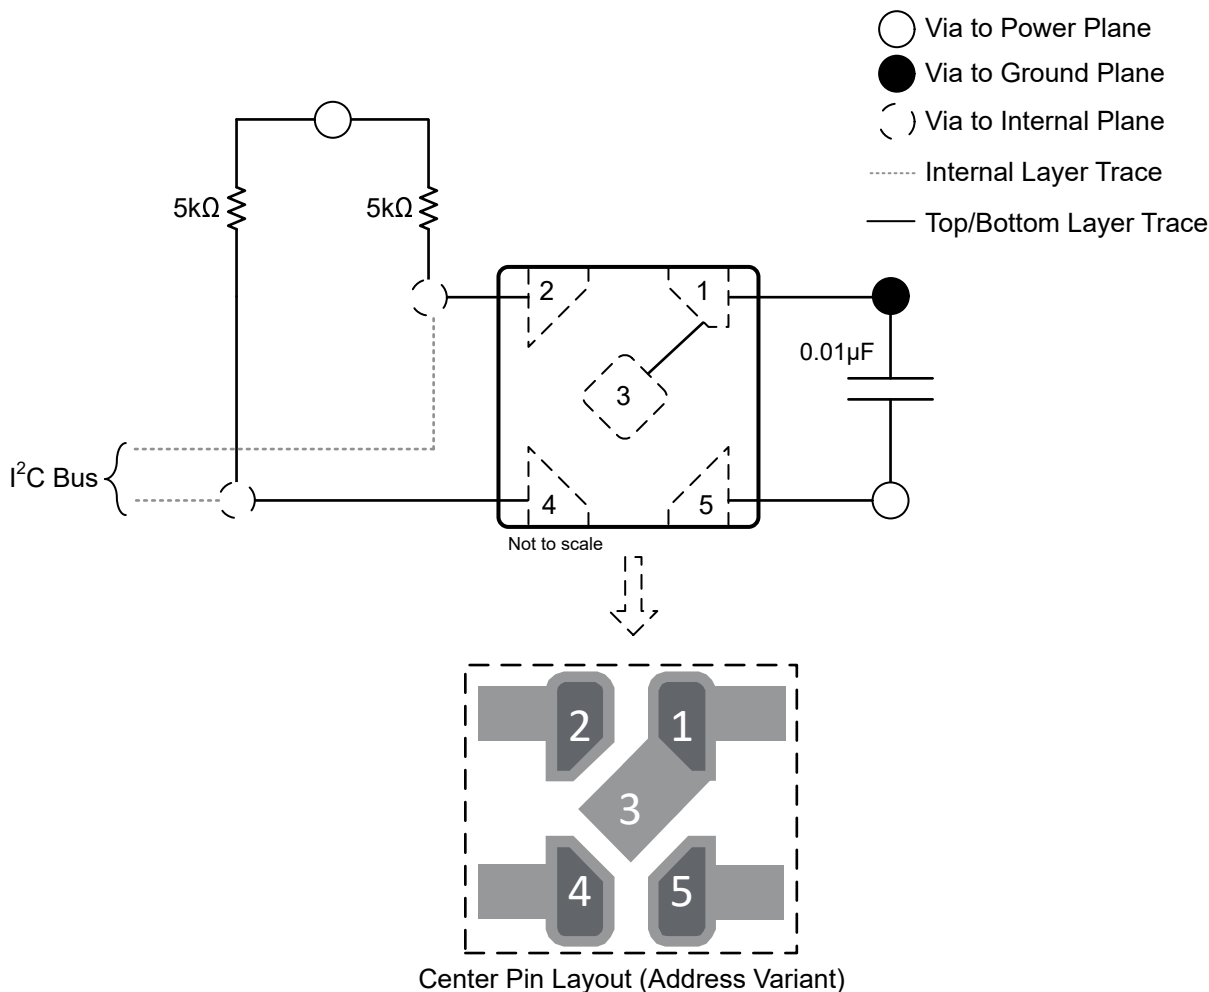 Via to Power Plane
Via to Ground Plane
Via to Internal Plane
Internal Layer Trace
Top/Bottom Layer Trace
5kΩ
5kΩ
2
1
0.01µF
3
I²C Bus
4
5
Not to scale
2
1
3
4
5
Center Pin Layout (Address Variant)